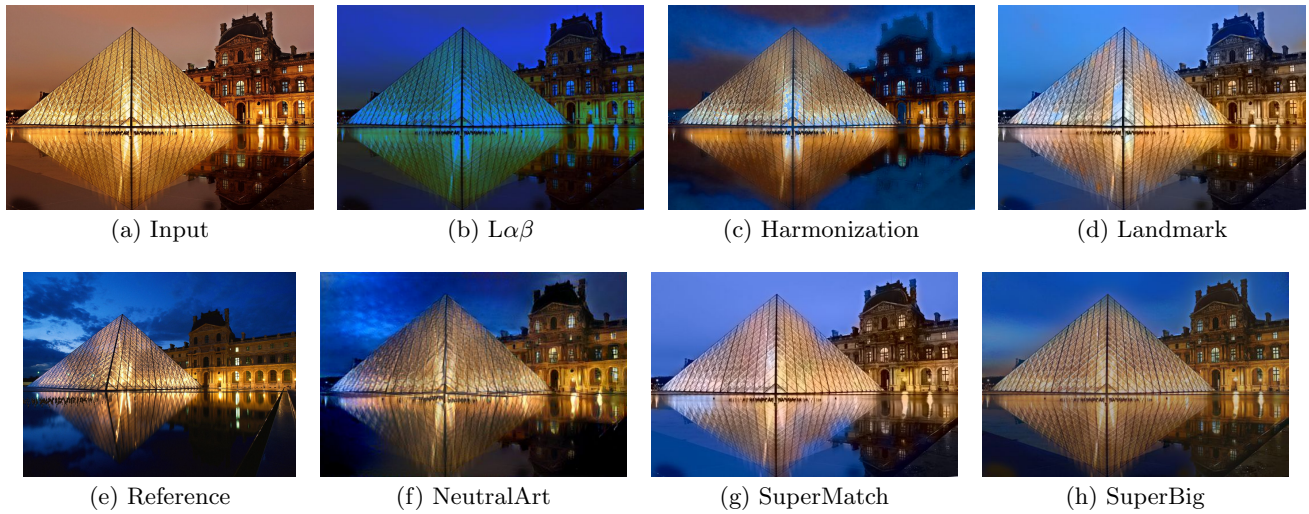 (a) Input
(b) Lαβ
(c) Harmonization
(d) Landmark
(e) Reference
(f) NeutralArt
(g) SuperMatch
(h) SuperBig